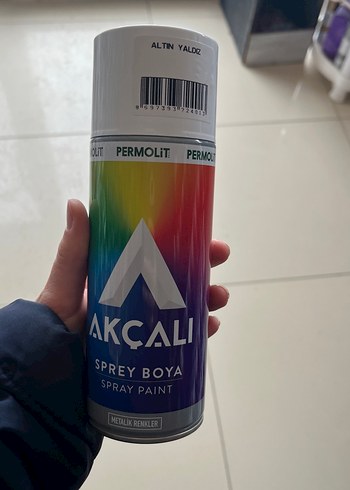 ALTIN YALDIZ
PERMOLiT PERMOLiT
AKÇALI
SPREY BOYA
SPRAY PAINT
METALİK RENKLER